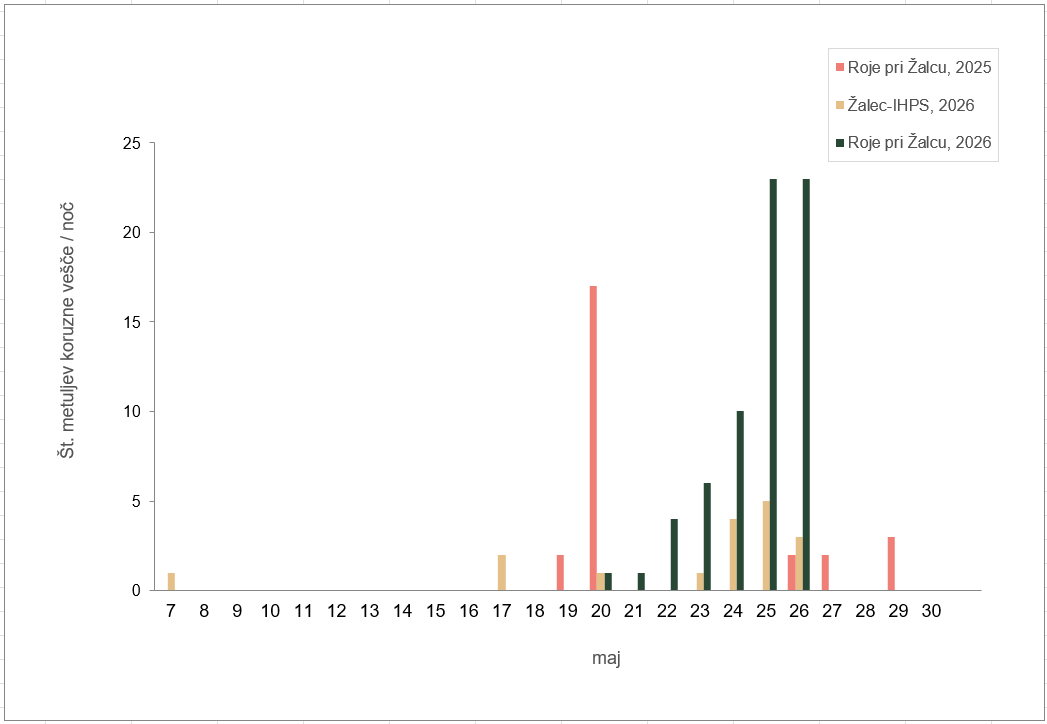 Roje pri Žalcu, 2025
Žalec-IHPS, 2026
Roje pri Žalcu, 2026
Št. metuljev koruzne vešče / noč
25
20
15
10
5
0
7 8 9 10 11 12 13 14 15 16 17 18 19 20 21 22 23 24 25 26 27 28 29 30
maj